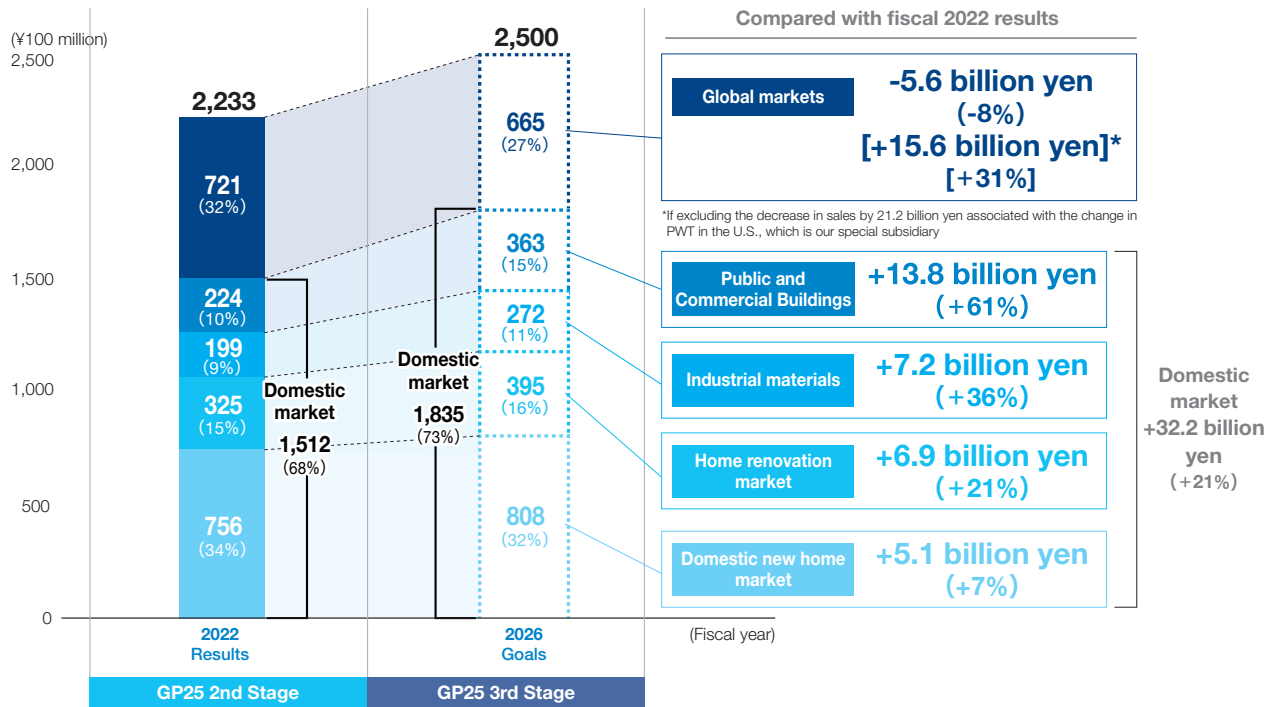 Compared with fiscal 2022 results
(¥100 million)
2,500
2,000
1,500
1,000
500
0
2,233
721
(32%)
224
(10%)
199
(9%)
325
(15%)
756
(34%)
Domestic
market
1,512
(68%)
2,500
665
(27%)
363
(15%)
272
(11%)
395
(16%)
808
(32%)
Domestic
market
1,835
(73%)
Global markets
-5.6 billion yen
(-8%)
[+15.6 billion yen]*
[+31%]
*If excluding the decrease in sales by 21.2 billion yen associated with the change in
PWT in the U.S., which is our special subsidiary
Public and
Commercial Buildings
+13.8 billion yen
(+61%)
Industrial materials
+7.2 billion yen
(+36%)
Home renovation
market
+6.9 billion yen
(+21%)
Domestic new home
market
+5.1 billion yen
(+7%)
Domestic
market
+32.2 billion
yen
(+21%)
2022
Results
2026
Goals
(Fiscal year)
GP25 2nd Stage
GP25 3rd Stage